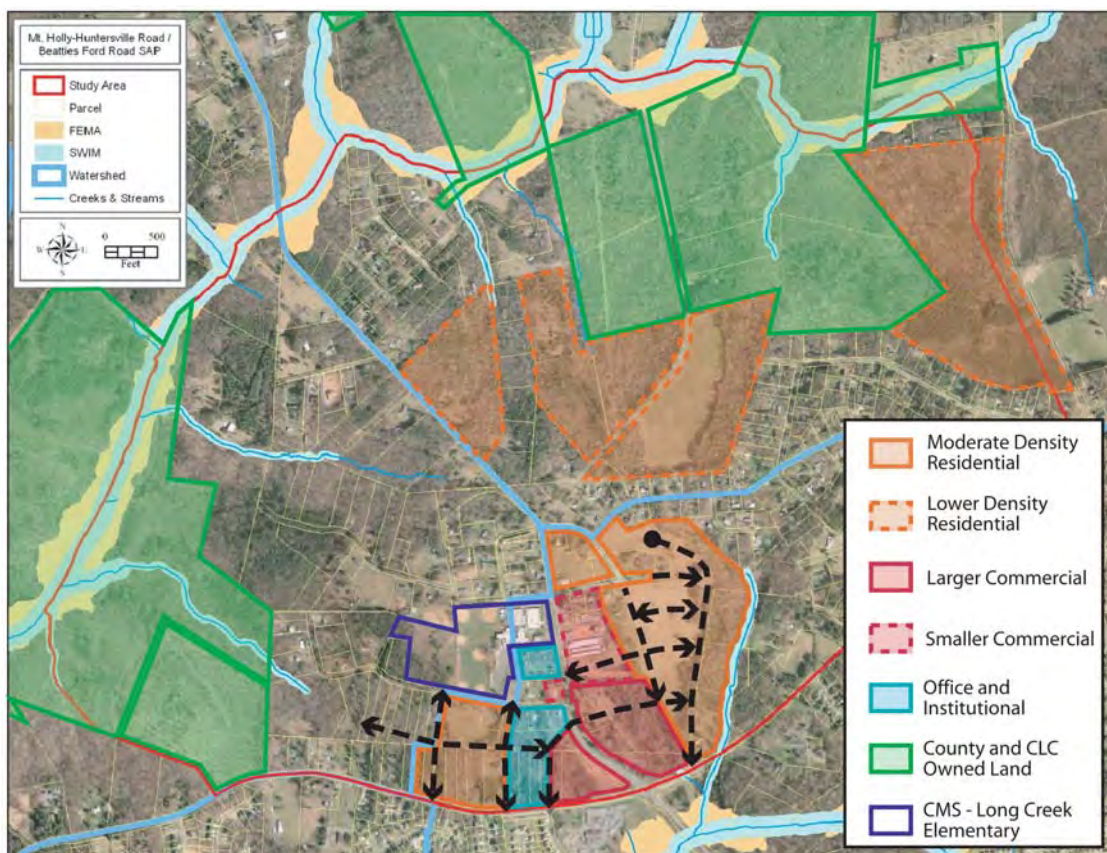 Mt. Holly-Huntersville Road /
Beatties Ford Road SAP
Study Area
Parcel
FEMA
SWIM
Watershed
Creeks & Streams
N
W
S
0 500
Feet
Moderate Density
Residential
Lower Density
Residential
Larger Commercial
Smaller Commercial
Office and
Institutional
County and CLC
Owned Land
CMS - Long Creek
Elementary